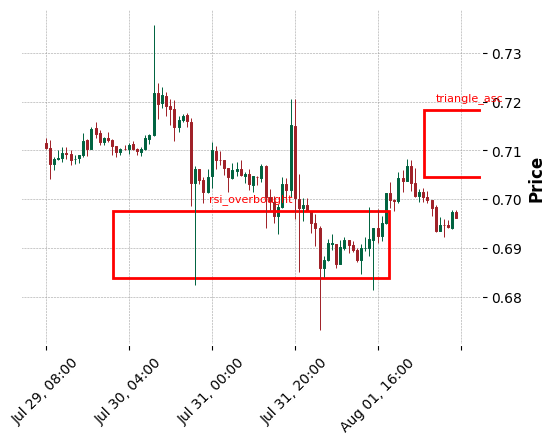 0.73
triangle_asc
0.72
0.71
rsi_overbought
0.70
0.69
0.68
Price
Jul 29, 08:00
Jul 30, 04:00
Jul 31, 00:00
Jul 31, 20:00
Aug 01, 16:00